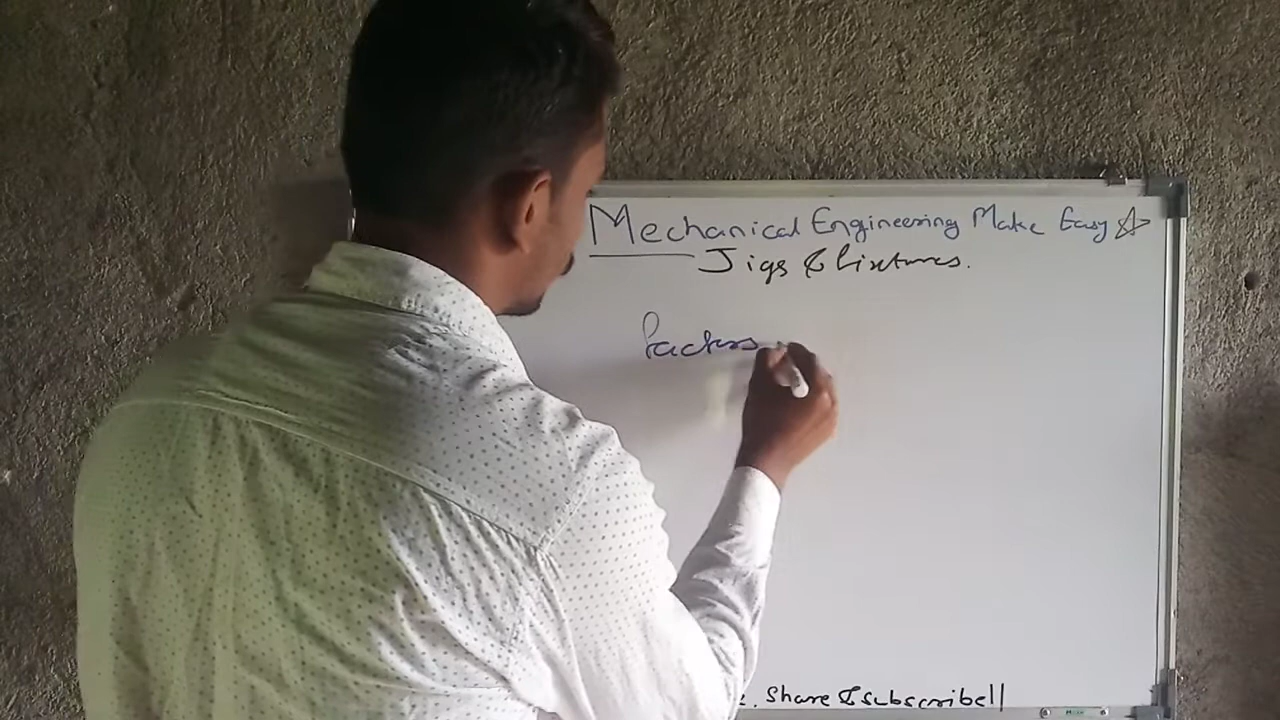 Mechanical Engineering Make Easy
Jigs & Fixtures.
Factors
Share & subscribe!!